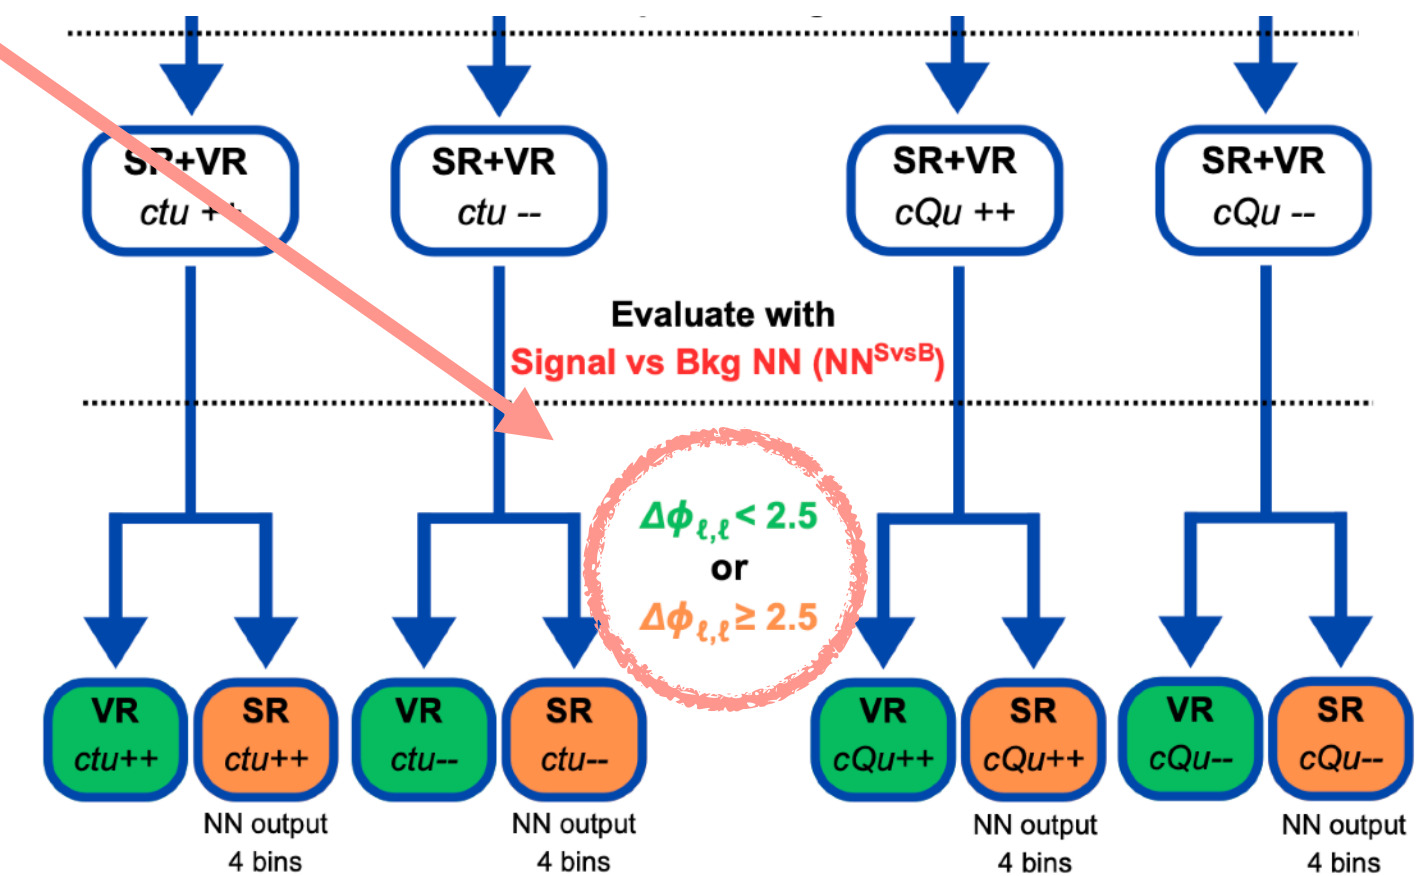 SR+VR
ctu ++
SR+VR
ctu --
SR+VR
cQu ++
SR+VR
cQu --
Evaluate with
Signal vs Bkg NN (NN^SvsB)
Δϕ ℓ,ℓ < 2.5
or
Δϕ ℓ,ℓ ≥ 2.5
VR
ctu++
SR
ctu++
VR
ctu--
SR
ctu--
VR
cQu++
SR
cQu++
VR
cQu--
SR
cQu--
NN output
4 bins
NN output
4 bins
NN output
4 bins
NN output
4 bins